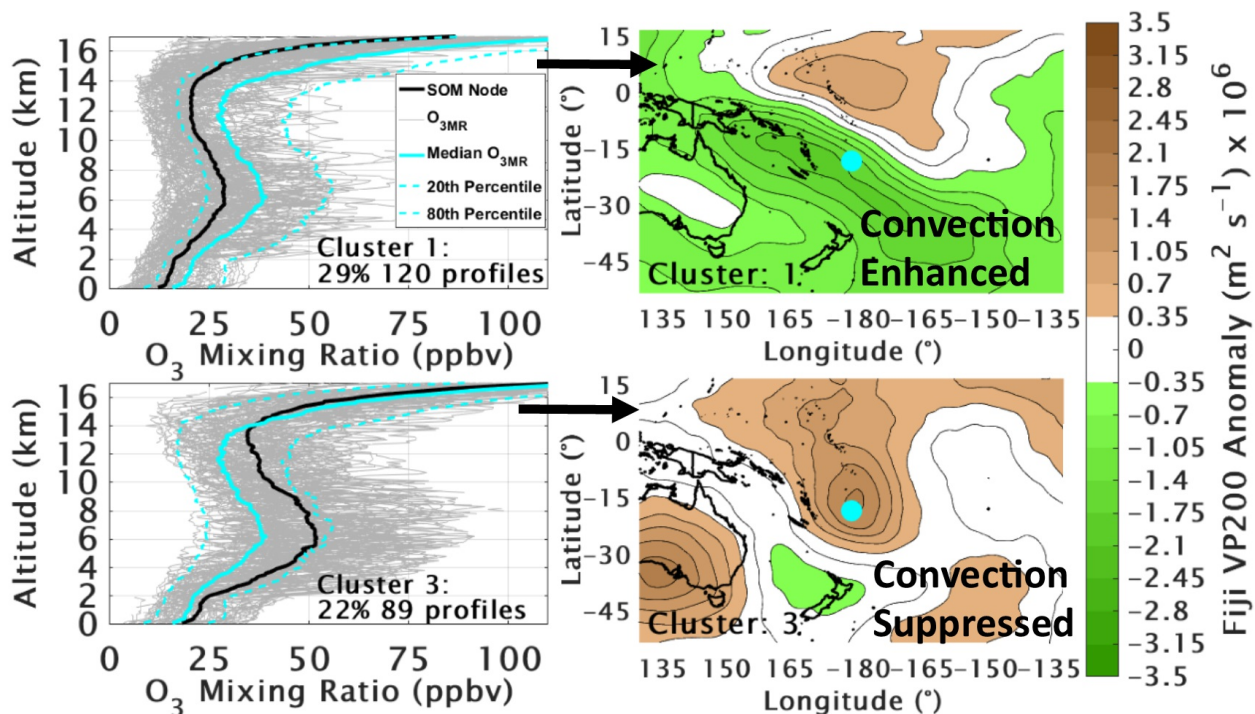 16
14
12
10
8
6
4
2
0
Altitude (km)
SOM Node
O3MR
Median O3MR
20th Percentile
80th Percentile
Cluster 1:
29% 120 profiles
0 25 50 75 100
O3 Mixing Ratio (ppbv)
15
0
-15
-30
-45
Latitude (°)
Convection
Enhanced
Cluster: 1
135 150 165 -180 -165 -150 -135
Longitude (°)
16
14
12
10
8
6
4
2
0
Altitude (km)
Cluster 3:
22% 89 profiles
0 25 50 75 100
O3 Mixing Ratio (ppbv)
15
0
-15
-30
-45
Latitude (°)
Convection
Suppressed
Cluster: 3
135 150 165 -180 -165 -150 -135
Longitude (°)
3.5
3.15
2.8
2.45
2.1
1.75
1.4
1.05
0.7
0.35
0
-0.35
-0.7
-1.05
-1.4
-1.75
-2.1
-2.45
-2.8
-3.15
-3.5
Fiji VP200 Anomaly (m² s⁻¹) x 10⁶